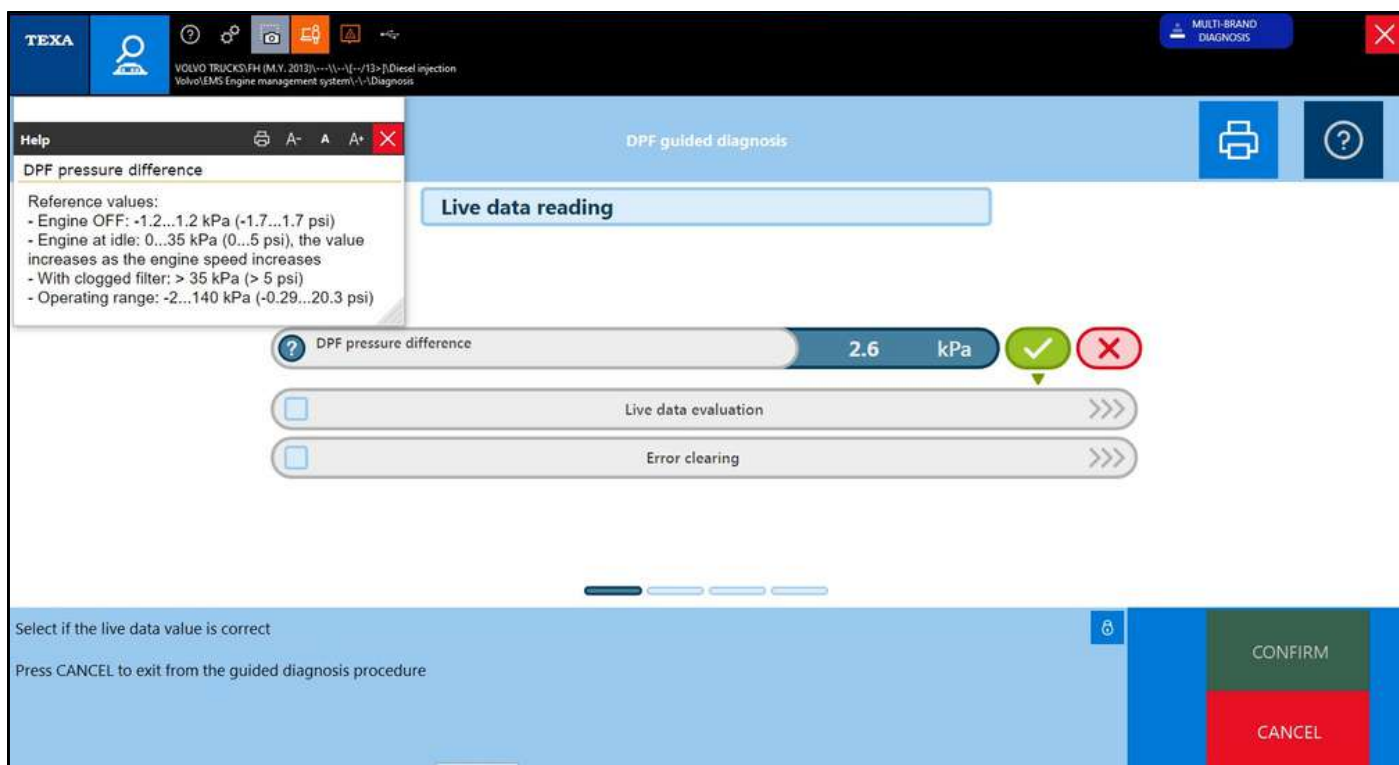 TEXA
MULTI-BRAND
DIAGNOSIS
VOLVO TRUCKS\FH (M.Y. 2013)\---\\--\[--/13>]\Diesel injection
Volvo\EMS Engine management system\-\-\Diagnosis
Help
A- A A+
DPF pressure difference
Reference values:
- Engine OFF: -1.2...1.2 kPa (-1.7...1.7 psi)
- Engine at idle: 0...35 kPa (0...5 psi), the value
increases as the engine speed increases
- With clogged filter: > 35 kPa (> 5 psi)
- Operating range: -2...140 kPa (-0.29...20.3 psi)
DPF guided diagnosis
Live data reading
DPF pressure difference 2.6 kPa
Live data evaluation
Error clearing
Select if the live data value is correct
Press CANCEL to exit from the guided diagnosis procedure
CONFIRM
CANCEL